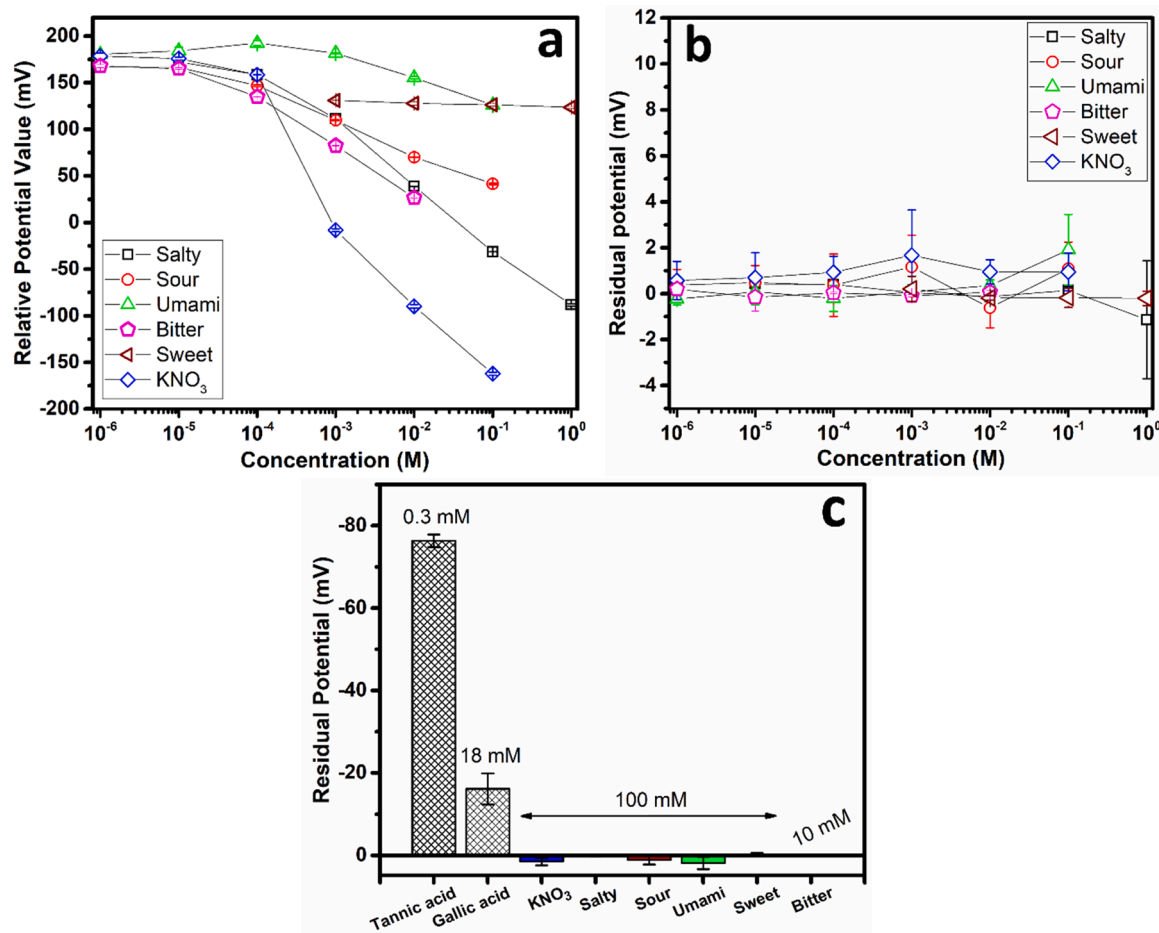 a
Relative Potential Value (mV)
200
150
100
50
0
-50
-100
-150
-200
Salty
Sour
Umami
Bitter
Sweet
KNO₃
10⁻⁶ 10⁻⁵ 10⁻⁴ 10⁻³ 10⁻² 10⁻¹ 10⁰
Concentration (M)
b
Residual potential (mV)
12
10
8
6
4
2
0
-2
-4
Salty
Sour
Umami
Bitter
Sweet
KNO₃
10⁻⁶ 10⁻⁵ 10⁻⁴ 10⁻³ 10⁻² 10⁻¹ 10⁰
Concentration (M)
c
Residual Potential (mV)
-80
-60
-40
-20
0
0.3 mM
18 mM
100 mM
10 mM
Tannic acid Gallic acid KNO₃ Salty Sour Umami Sweet Bitter